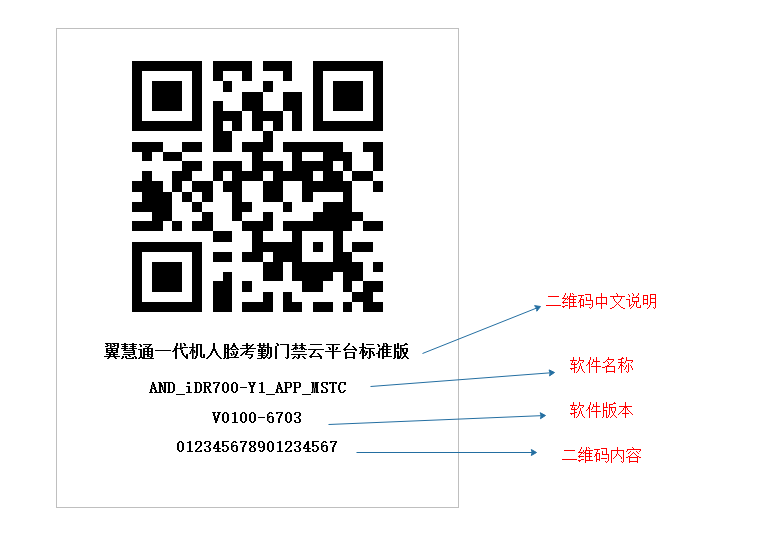 二维码中文说明
翼慧通一代机人脸考勤门禁云平台标准版
软件名称
AND_iDR700-Y1_APP_MSTC
软件版本
V0100-6703
二维码内容
012345678901234567